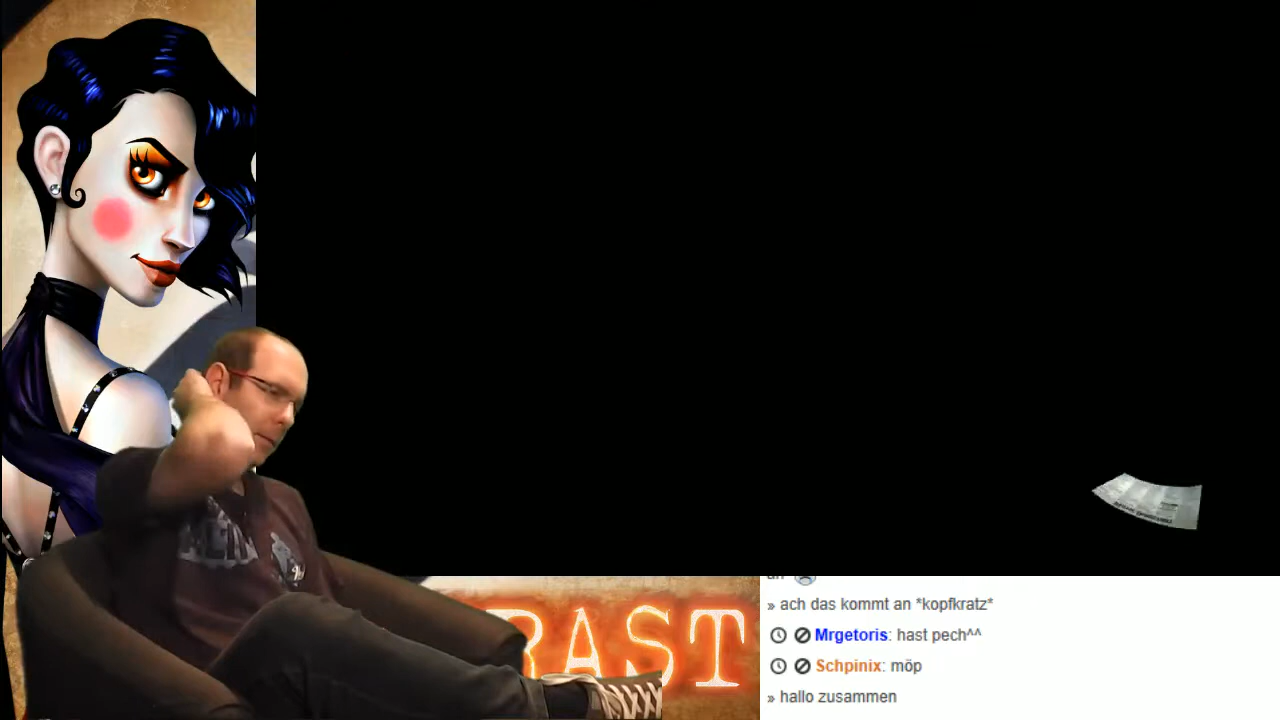 RAST
» ach das kommt an *kopfkratz*
Mrgetoris: hast pech^^
Schpinix: möp
» hallo zusammen